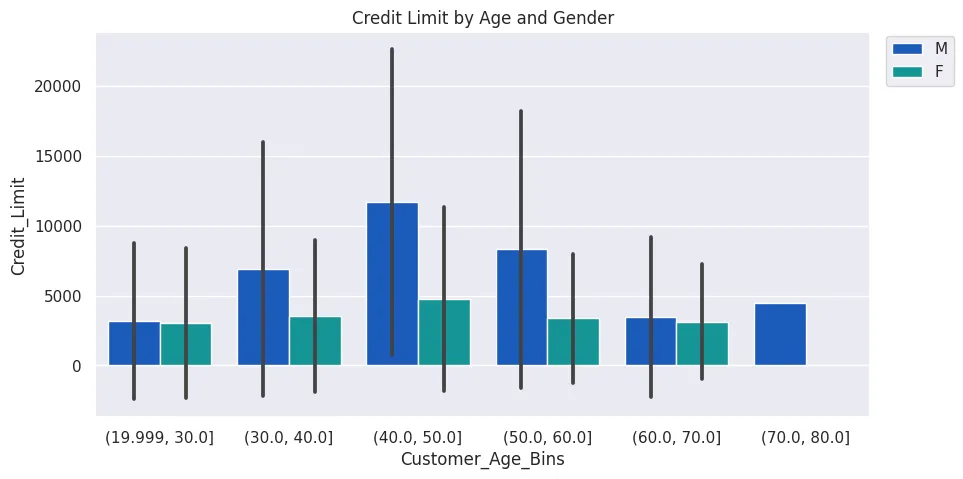 Credit Limit by Age and Gender
M
F
Credit_Limit
20000
15000
10000
5000
0
(19.999, 30.0]
(30.0, 40.0]
(40.0, 50.0]
(50.0, 60.0]
(60.0, 70.0]
(70.0, 80.0]
Customer_Age_Bins